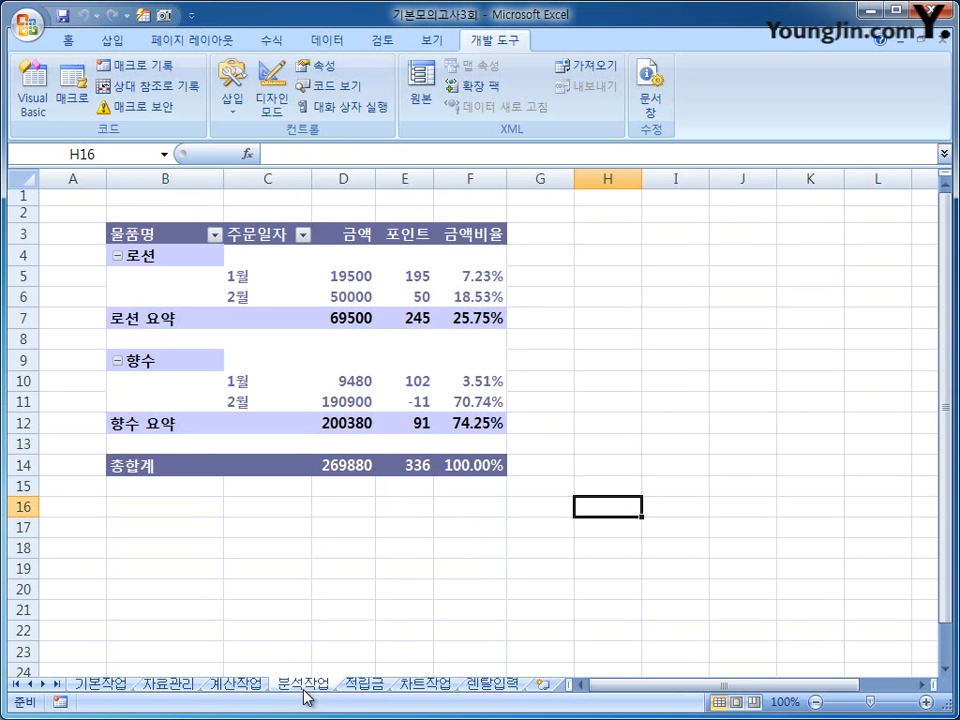 기본모의고사3회 - Microsoft Excel
YoungJin.com Y.
홈 삽입 페이지 레이아웃 수식 데이터 검토 보기 개발 도구
Visual Basic
매크로
매크로 기록
상대 참조로 기록
매크로 보안
코드
삽입
디자인 모드
속성
코드 보기
대화 상자 실행
컨트롤
원본
맵 속성
확장 팩
데이터 새로 고침
가져오기
내보내기
XML
문서 창
수정
H16 fx
A B C D E F G H I J K L
1
2
3 물품명 주문일자 금액 포인트 금액비율
4 로션
5 1월 19500 195 7.23%
6 2월 50000 50 18.53%
7 로션 요약 69500 245 25.75%
8
9 향수
10 1월 9480 102 3.51%
11 2월 190900 -11 70.74%
12 향수 요약 200380 91 74.25%
13
14 총합계 269880 336 100.00%
15
16
17
18
19
20
21
22
23
24
기본작업 자료관리 계산작업 분석작업 적립금 차트작업 렌탈입력
준비 100%